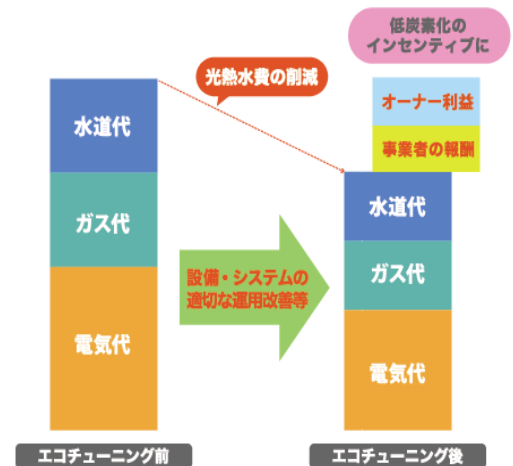 低炭素化の
インセンティブに
光熱水費の削減
オーナー利益
事業者の報酬
水道代
ガス代
電気代
設備・システムの
適切な運用改善等
水道代
ガス代
電気代
エコチューニング前
エコチューニング後